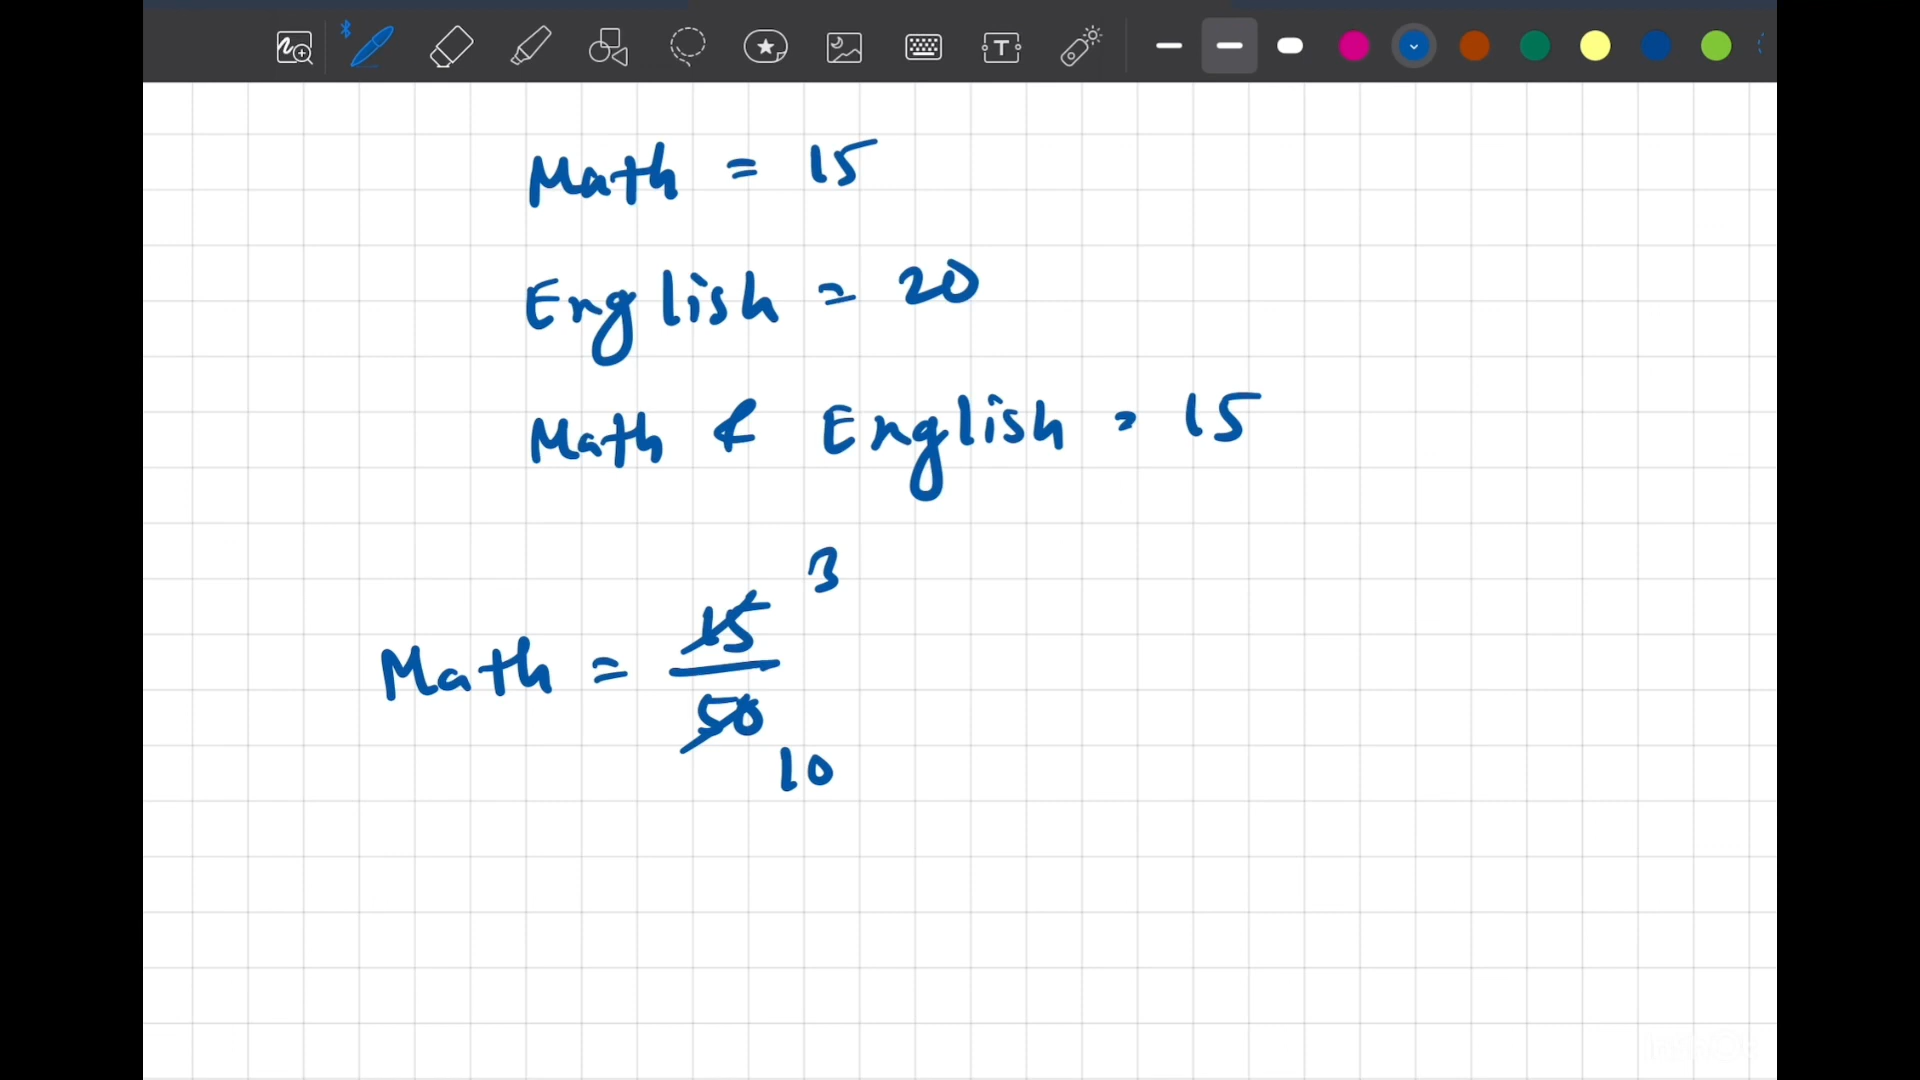 Math = 15
English = 20
Math & English = 15
Math = 15/50 3/10